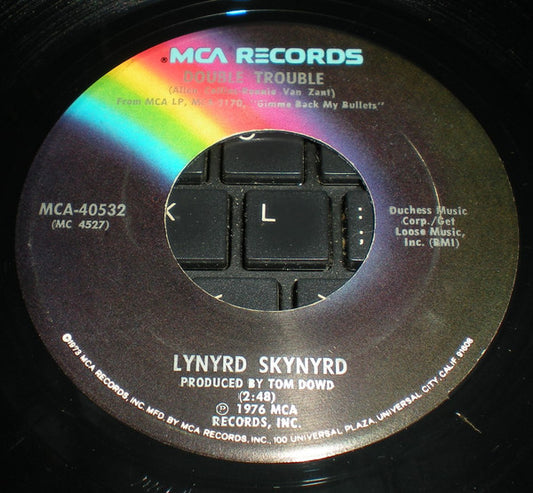 MCA RECORDS
DOUBLE TROUBLE
(Allen Collins-Ronnie Van Zant)
From MCA LP, MCA-2170, "Gimme Back My Bullets"
MCA-40532
(MC 4527)
Duchess Music
Corp./Get
Loose Music,
Inc. (BMI)
K
L
: ;
< >
LYNYRD SKYNYRD
PRODUCED BY TOM DOWD
(2:48)
Ⓟ 1976 MCA
RECORDS, INC.
©1973 MCA RECORDS, INC. MFG. BY MCA RECORDS, INC., 100 UNIVERSAL PLAZA, UNIVERSAL CITY, CALIF. 91608